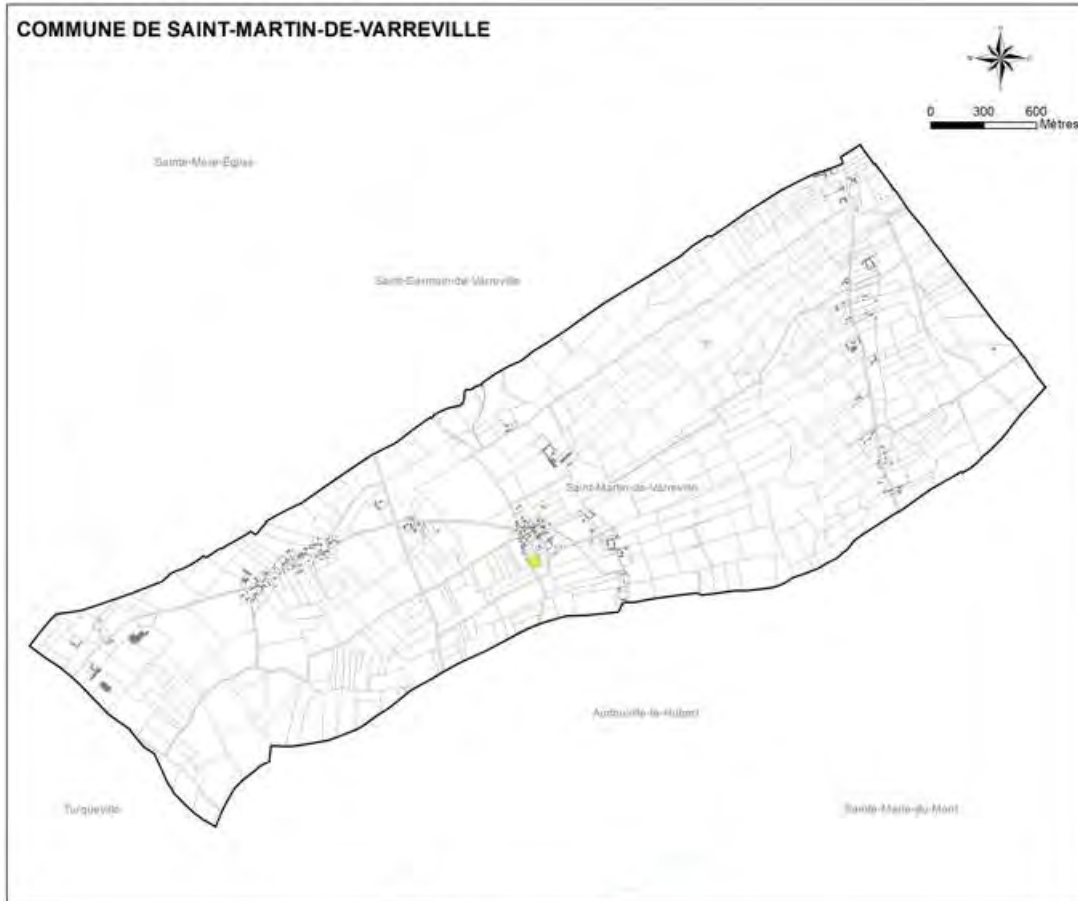 COMMUNE DE SAINT-MARTIN-DE-VARREVILLE
0 300 600
Mètres
Sainte-Mère-Église
Saint-Germain-de-Varreville
Saint-Martin-de-Varreville
Audouville-la-Hubert
Turqueville
Sainte-Marie-du-Mont